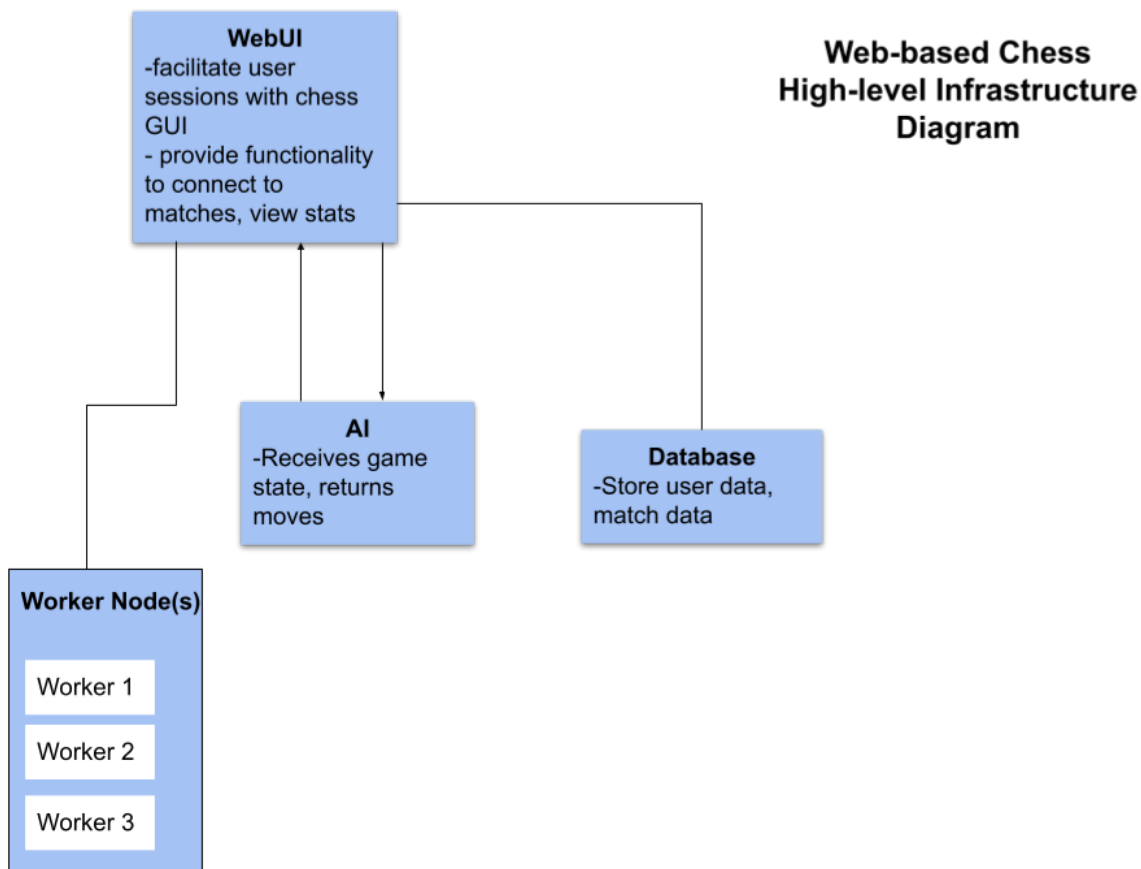 WebUI
-facilitate user
sessions with chess
GUI
- provide functionality
to connect to
matches, view stats
Web-based Chess
High-level Infrastructure
Diagram
AI
-Receives game
state, returns
moves
Database
-Store user data,
match data
Worker Node(s)
Worker 1
Worker 2
Worker 3